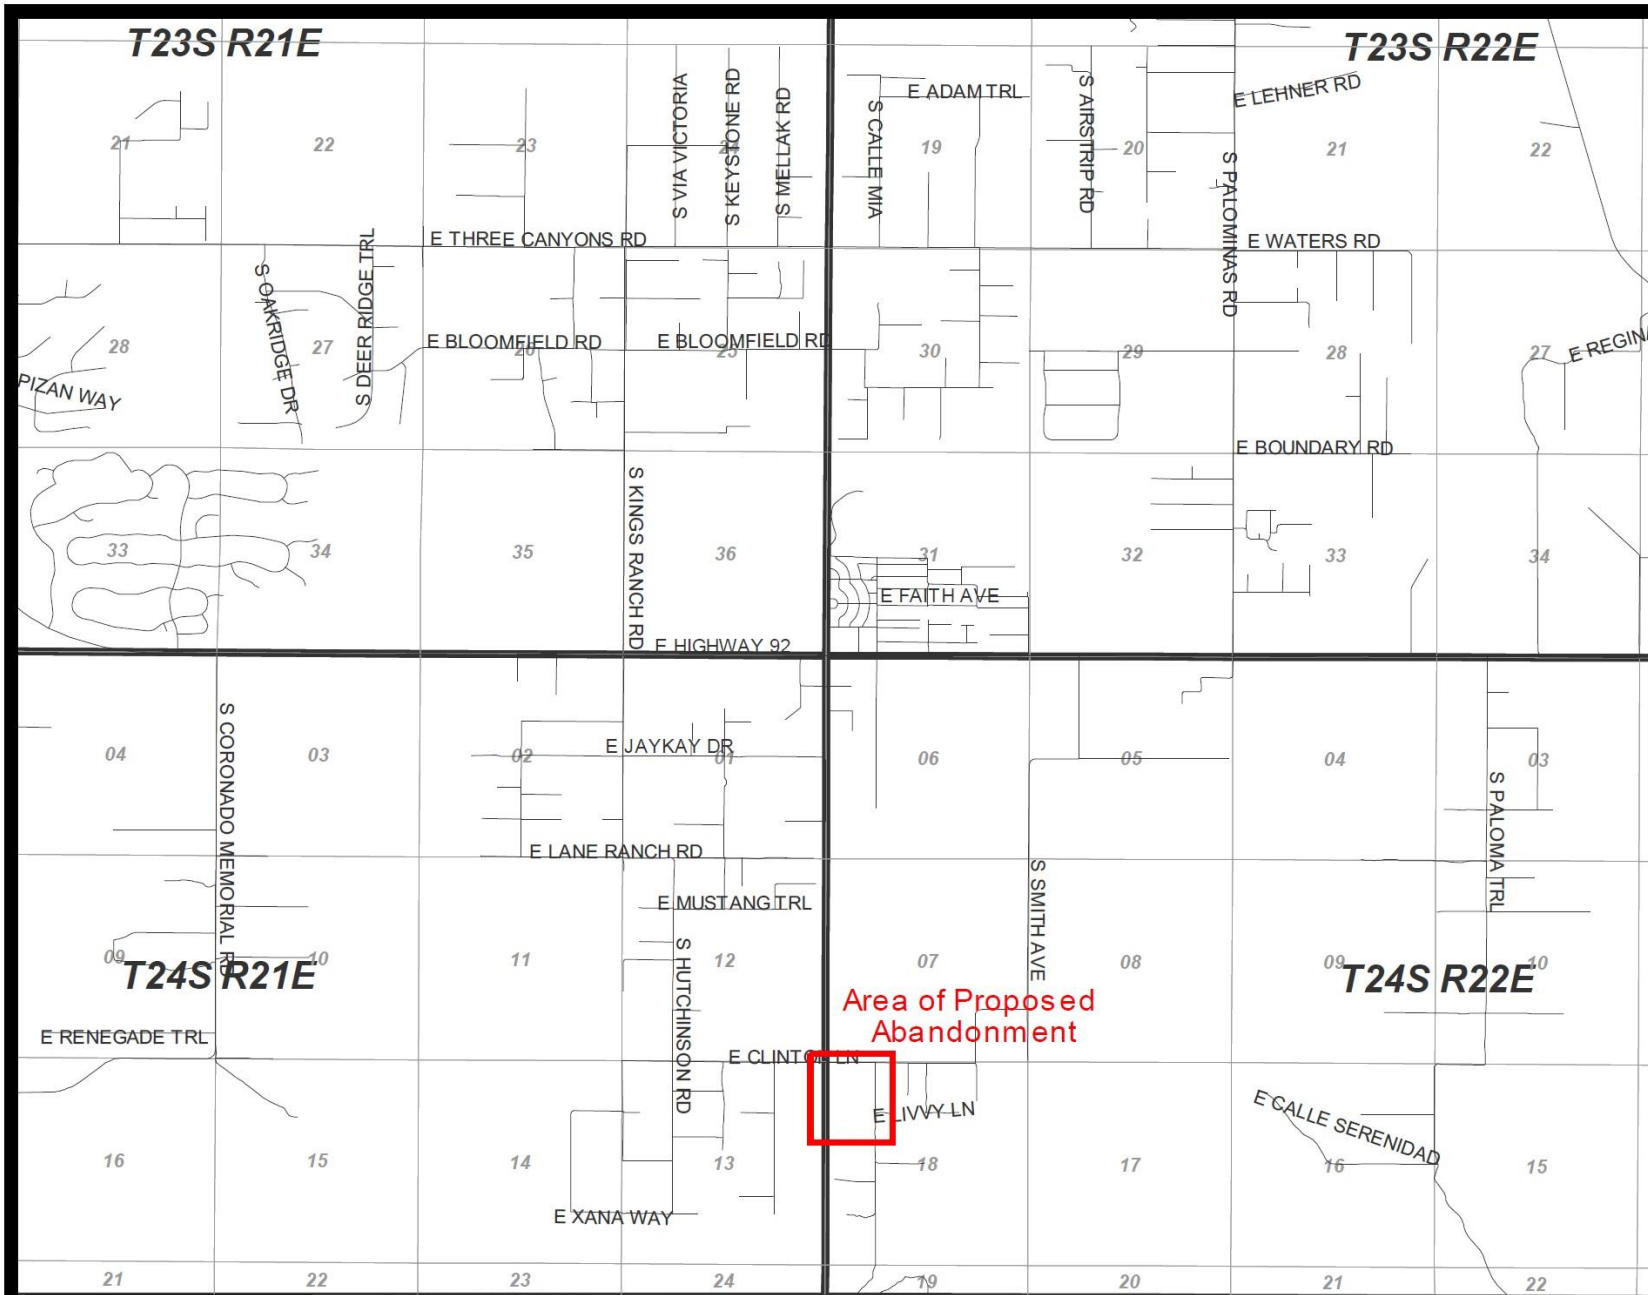 T23S R21E
T23S R22E
S VIA VICTORIA
S KEYSTONE RD
S MELLAK RD
S CALLE MIA
E ADAM TRL
S AIRSTRIP RD
E LEHNER RD
S PALOMINAS RD
21
22
23
24
19
20
21
22
E THREE CANYONS RD
E WATERS RD
S OAKRIDGE DR
S DEER RIDGE TRL
E BLOOMFIELD RD
E BLOOMFIELD RD
28
27
26
25
30
29
28
27
E REGINA
PIZAN WAY
E BOUNDARY RD
S KINGS RANCH RD
33
34
35
36
31
32
33
34
E FAITH AVE
E HIGHWAY 92
S CORONADO MEMORIAL RD
E JAYKAY DR
04
03
02
01
06
05
04
03
S PALOMA TRL
E LANE RANCH RD
S SMITH AVE
E MUSTANG TRL
S HUTCHINSON RD
09
10
11
12
07
08
09
10
T24S R21E
T24S R22E
Area of Proposed
Abandonment
E RENEGADE TRL
E CLINTON LN
E LIVVY LN
E CALLE SERENIDAD
16
15
14
13
18
17
16
15
E XANA WAY
21
22
23
24
19
20
21
22